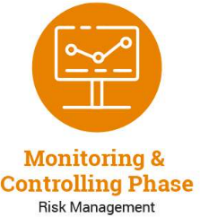 Monitoring &
Controlling Phase
Risk Management